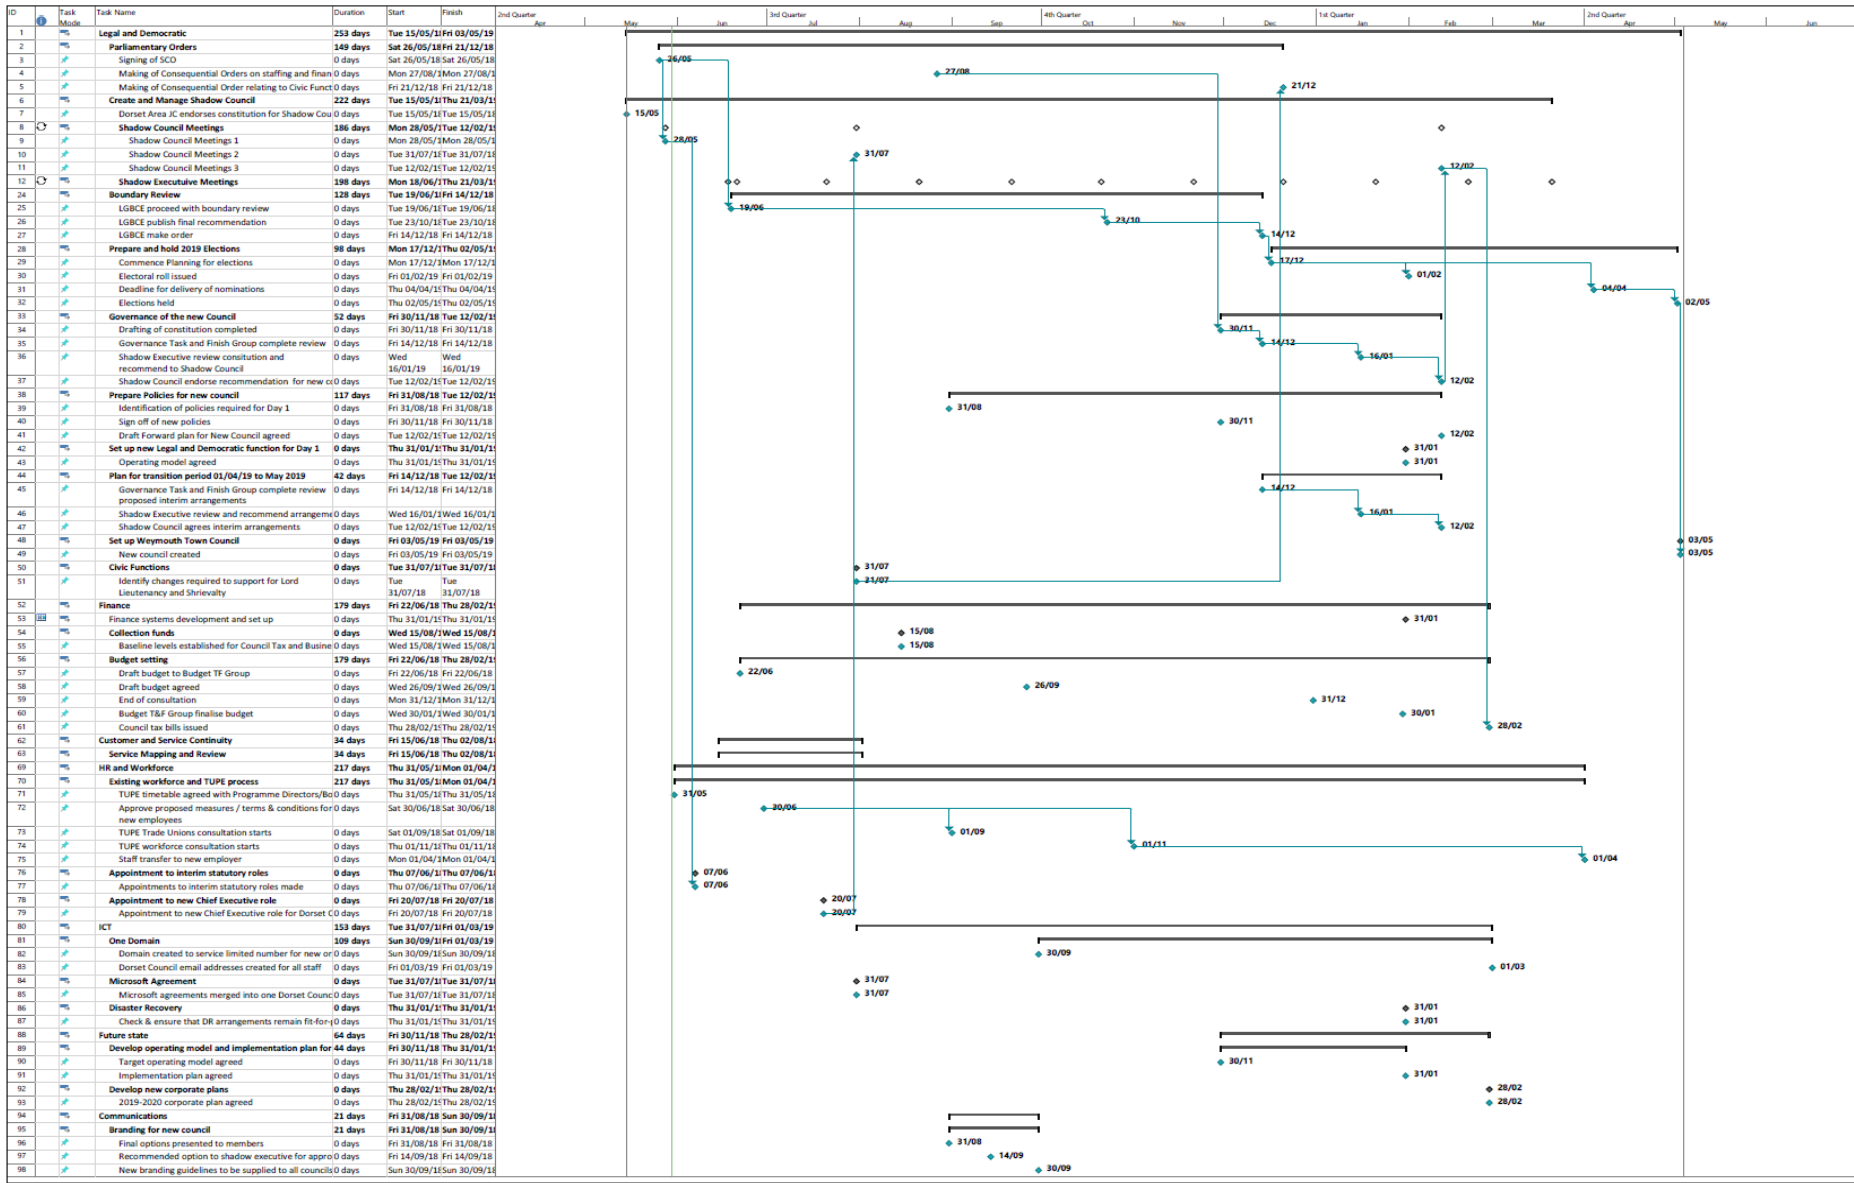 ID Task Mode Task Name Duration Start Finish 2nd Quarter 3rd Quarter 4th Quarter 1st Quarter 2nd Quarter
Apr May Jun Jul Aug Sep Oct Nov Dec Jan Feb Mar Apr May Jun
1 Legal and Democratic 253 days Tue 15/05/18 Fri 03/05/19
2 Parliamentary Orders 149 days Sat 26/05/18 Fri 21/12/18
3 Signing of SCO 0 days Sat 26/05/18 Sat 26/05/18 26/05
4 Making of Consequential Orders on staffing and finan 0 days Mon 27/08/1 Mon 27/08/1 27/08
5 Making of Consequential Order relating to Civic Funct 0 days Fri 21/12/18 Fri 21/12/18 21/12
6 Create and Manage Shadow Council 222 days Tue 15/05/1 Thu 21/03/1
7 Dorset Area JC endorses constitution for Shadow Cou 0 days Tue 15/05/1 Tue 15/05/1 15/05
8 Shadow Council Meetings 186 days Mon 28/05/1 Tue 12/02/1
9 Shadow Council Meetings 1 0 days Mon 28/05/1 Mon 28/05/1 28/05
10 Shadow Council Meetings 2 0 days Tue 31/07/18 Tue 31/07/18 31/07
11 Shadow Council Meetings 3 0 days Tue 12/02/19 Tue 12/02/19 12/02
12 Shadow Executuive Meetings 198 days Mon 18/06/1 Thu 21/03/1
24 Boundary Review 128 days Tue 19/06/1 Fri 14/12/18
25 LGBCE proceed with boundary review 0 days Tue 19/06/18 Tue 19/06/18 19/06
26 LGBCE publish final recommendation 0 days Tue 23/10/18 Tue 23/10/18 23/10
27 LGBCE make order 0 days Fri 14/12/18 Fri 14/12/18 14/12
28 Prepare and hold 2019 Elections 98 days Mon 17/12/1 Thu 02/05/1
29 Commence Planning for elections 0 days Mon 17/12/1 Mon 17/12/1 17/12
30 Electoral roll issued 0 days Fri 01/02/19 Fri 01/02/19 01/02
31 Deadline for delivery of nominations 0 days Thu 04/04/19 Thu 04/04/19 04/04
32 Elections held 0 days Thu 02/05/19 Thu 02/05/19 02/05
33 Governance of the new Council 52 days Fri 30/11/18 Tue 12/02/1
34 Drafting of constitution completed 0 days Fri 30/11/18 Fri 30/11/18 30/11
35 Governance Task and Finish Group complete review 0 days Fri 14/12/18 Fri 14/12/18 14/12
36 Shadow Executive review consitution and 0 days Wed Wed 16/01
recommend to Shadow Council 16/01/19 16/01/19
37 Shadow Council endorse recommendation for new co 0 days Tue 12/02/19 Tue 12/02/19 12/02
38 Prepare Policies for new council 117 days Fri 31/08/18 Tue 12/02/1
39 Identification of policies required for Day 1 0 days Fri 31/08/18 Fri 31/08/18 31/08
40 Sign off of new policies 0 days Fri 30/11/18 Fri 30/11/18 30/11
41 Draft Forward plan for New Council agreed 0 days Tue 12/02/19 Tue 12/02/19 12/02
42 Set up new Legal and Democratic function for Day 1 0 days Thu 31/01/1 Thu 31/01/1 31/01
43 Operating model agreed 0 days Thu 31/01/19 Thu 31/01/19 31/01
44 Plan for transition period 01/04/19 to May 2019 42 days Fri 14/12/18 Tue 12/02/1
45 Governance Task and Finish Group complete review 0 days Fri 14/12/18 Fri 14/12/18 14/12
proposed interim arrangements
46 Shadow Executive review and recommend arrangeme 0 days Wed 16/01/1 Wed 16/01/1 16/01
47 Shadow Council agrees interim arrangements 0 days Tue 12/02/19 Tue 12/02/19 12/02
48 Set up Weymouth Town Council 0 days Fri 03/05/19 Fri 03/05/19 03/05
49 New council created 0 days Fri 03/05/19 Fri 03/05/19 03/05
50 Civic Functions 0 days Tue 31/07/1 Tue 31/07/1 31/07
51 Identify changes required to support for Lord 0 days Tue Tue 31/07
Lieutenancy and Shrievalty 31/07/18 31/07/18
52 Finance 179 days Fri 22/06/18 Thu 28/02/1
53 Finance systems development and set up 0 days Thu 31/01/19 Thu 31/01/19 31/01
54 Collection funds 0 days Wed 15/08/ Wed 15/08/ 15/08
55 Baseline levels established for Council Tax and Busine 0 days Wed 15/08/1 Wed 15/08/1 15/08
56 Budget setting 179 days Fri 22/06/18 Thu 28/02/1
57 Draft budget to Budget TF Group 0 days Fri 22/06/18 Fri 22/06/18 22/06
58 Draft budget agreed 0 days Wed 26/09/1 Wed 26/09/1 26/09
59 End of consultation 0 days Mon 31/12/1 Mon 31/12/1 31/12
60 Budget T&F Group finalise budget 0 days Wed 30/01/1 Wed 30/01/1 30/01
61 Council tax bills issued 0 days Thu 28/02/19 Thu 28/02/19 28/02
62 Customer and Service Continuity 34 days Fri 15/06/18 Thu 02/08/1
63 Service Mapping and Review 34 days Fri 15/06/18 Thu 02/08/1
69 HR and Workforce 217 days Thu 31/05/1 Mon 01/04/
70 Existing workforce and TUPE process 217 days Thu 31/05/1 Mon 01/04/
71 TUPE timetable agreed with Programme Directors/Bo 0 days Thu 31/05/18 Thu 31/05/18 31/05
72 Approve proposed measures / terms & conditions for 0 days Sat 30/06/18 Sat 30/06/18 30/06
new employees
73 TUPE Trade Unions consultation starts 0 days Sat 01/09/18 Sat 01/09/18 01/09
74 TUPE workforce consultation starts 0 days Thu 01/11/18 Thu 01/11/18 01/11
75 Staff transfer to new employer 0 days Mon 01/04/1 Mon 01/04/1 01/04
76 Appointment to interim statutory roles 0 days Thu 07/06/1 Thu 07/06/1 07/06
77 Appointments to interim statutory roles made 0 days Thu 07/06/18 Thu 07/06/18 07/06
78 Appointment to new Chief Executive role 0 days Fri 20/07/18 Fri 20/07/18 20/07
79 Appointment to new Chief Executive role for Dorset C 0 days Fri 20/07/18 Fri 20/07/18 20/07
80 ICT 153 days Tue 31/07/1 Fri 01/03/19
81 One Domain 109 days Sun 30/09/1 Fri 01/03/19
82 Domain created to service limited number for new or 0 days Sun 30/09/18 Sun 30/09/18 30/09
83 Dorset Council email addresses created for all staff 0 days Fri 01/03/19 Fri 01/03/19 01/03
84 Microsoft Agreement 0 days Tue 31/07/1 Tue 31/07/1 31/07
85 Microsoft agreements merged into one Dorset Counc 0 days Tue 31/07/18 Tue 31/07/18 31/07
86 Disaster Recovery 0 days Thu 31/01/1 Thu 31/01/1 31/01
87 Check & ensure that DR arrangements remain fit-for- 0 days Thu 31/01/19 Thu 31/01/19 31/01
88 Future state 64 days Fri 30/11/18 Thu 28/02/1
89 Develop operating model and implementation plan for 44 days Fri 30/11/18 Thu 31/01/1
90 Target operating model agreed 0 days Fri 30/11/18 Fri 30/11/18 30/11
91 Implementation plan agreed 0 days Thu 31/01/19 Thu 31/01/19 31/01
92 Develop new corporate plans 0 days Thu 28/02/1 Thu 28/02/1 28/02
93 2019-2020 corporate plan agreed 0 days Thu 28/02/19 Thu 28/02/19 28/02
94 Communications 21 days Fri 31/08/18 Sun 30/09/1
95 Branding for new council 21 days Fri 31/08/18 Sun 30/09/1
96 Final options presented to members 0 days Fri 31/08/18 Fri 31/08/18 31/08
97 Recommended option to shadow executive for appro 0 days Fri 14/09/18 Fri 14/09/18 14/09
98 New branding guidelines to be supplied to all councils 0 days Sun 30/09/18 Sun 30/09/18 30/09